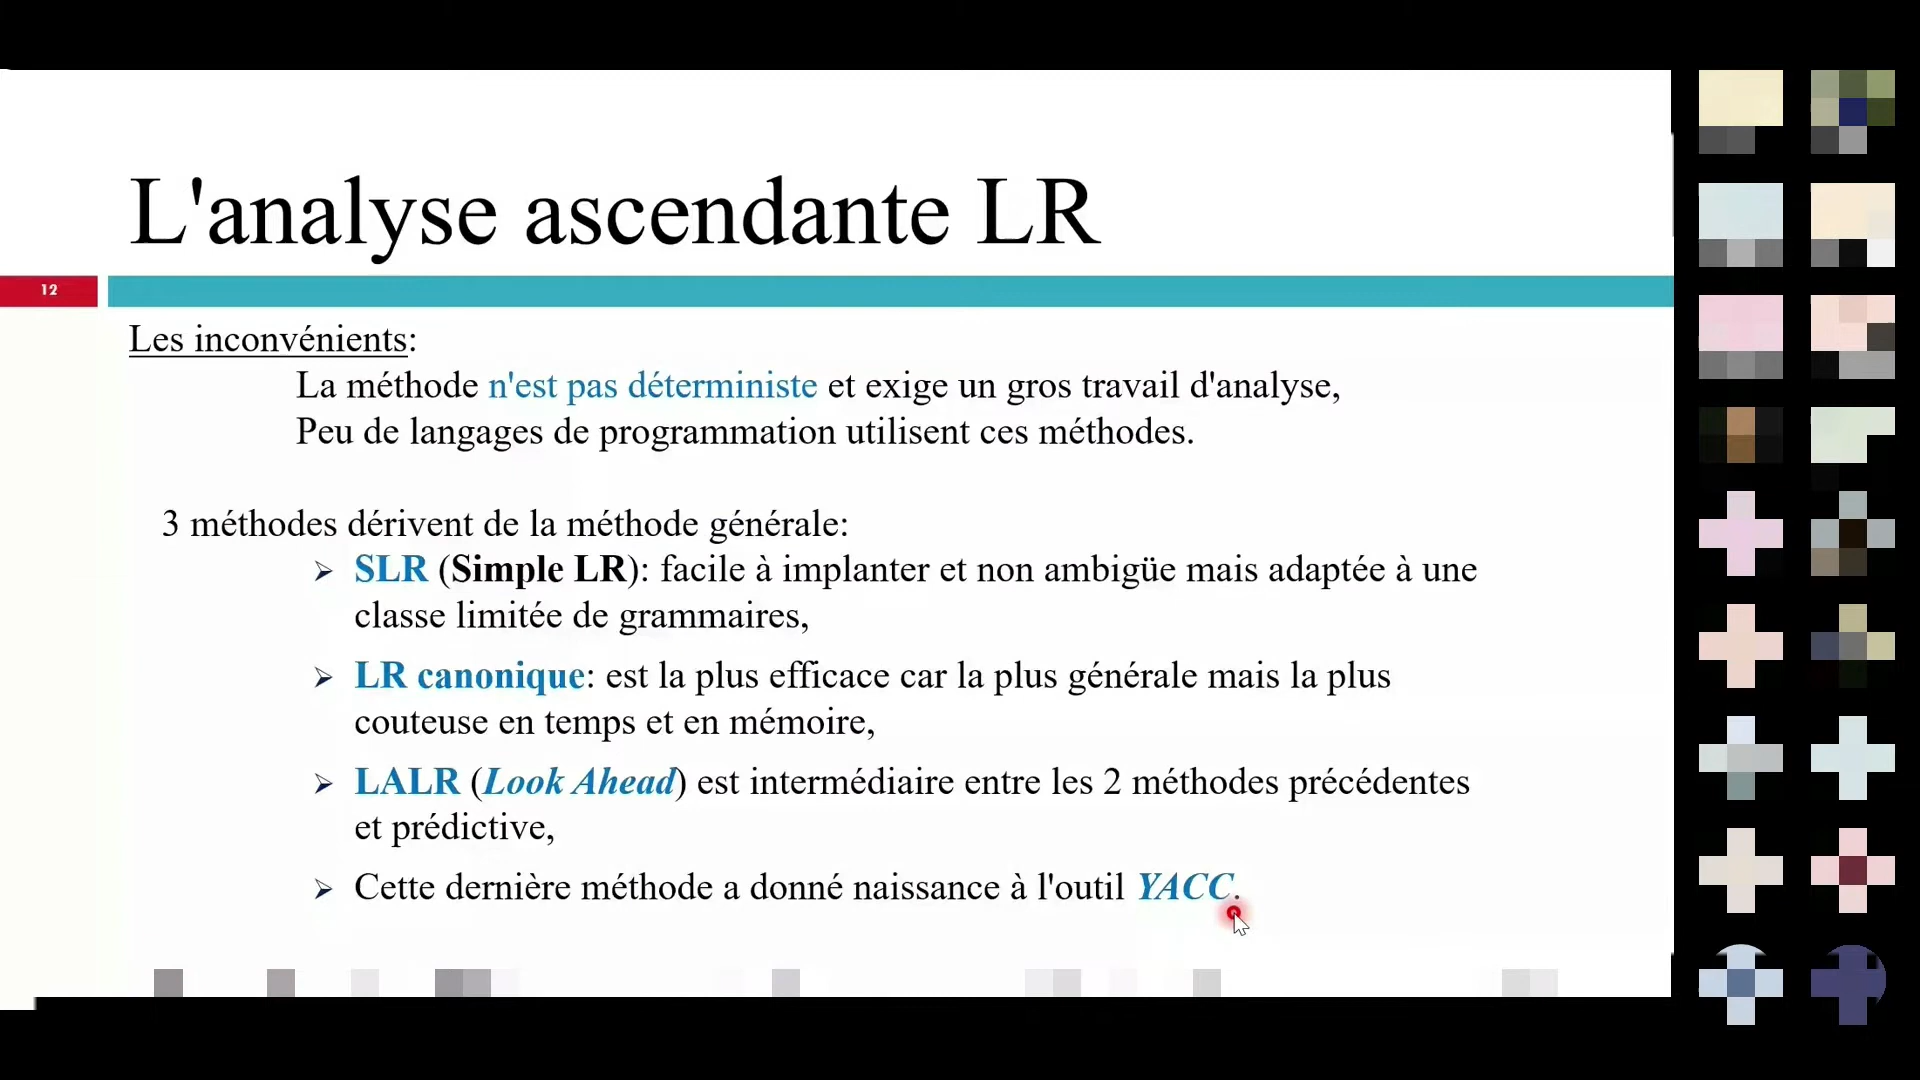 L'analyse ascendante LR
12
Les inconvénients:
La méthode n'est pas déterministe et exige un gros travail d'analyse,
Peu de langages de programmation utilisent ces méthodes.
3 méthodes dérivent de la méthode générale:
➢ SLR (Simple LR): facile à implanter et non ambigüe mais adaptée à une
classe limitée de grammaires,
➢ LR canonique: est la plus efficace car la plus générale mais la plus
couteuse en temps et en mémoire,
➢ LALR (Look Ahead) est intermédiaire entre les 2 méthodes précédentes
et prédictive,
➢ Cette dernière méthode a donné naissance à l'outil YACC.